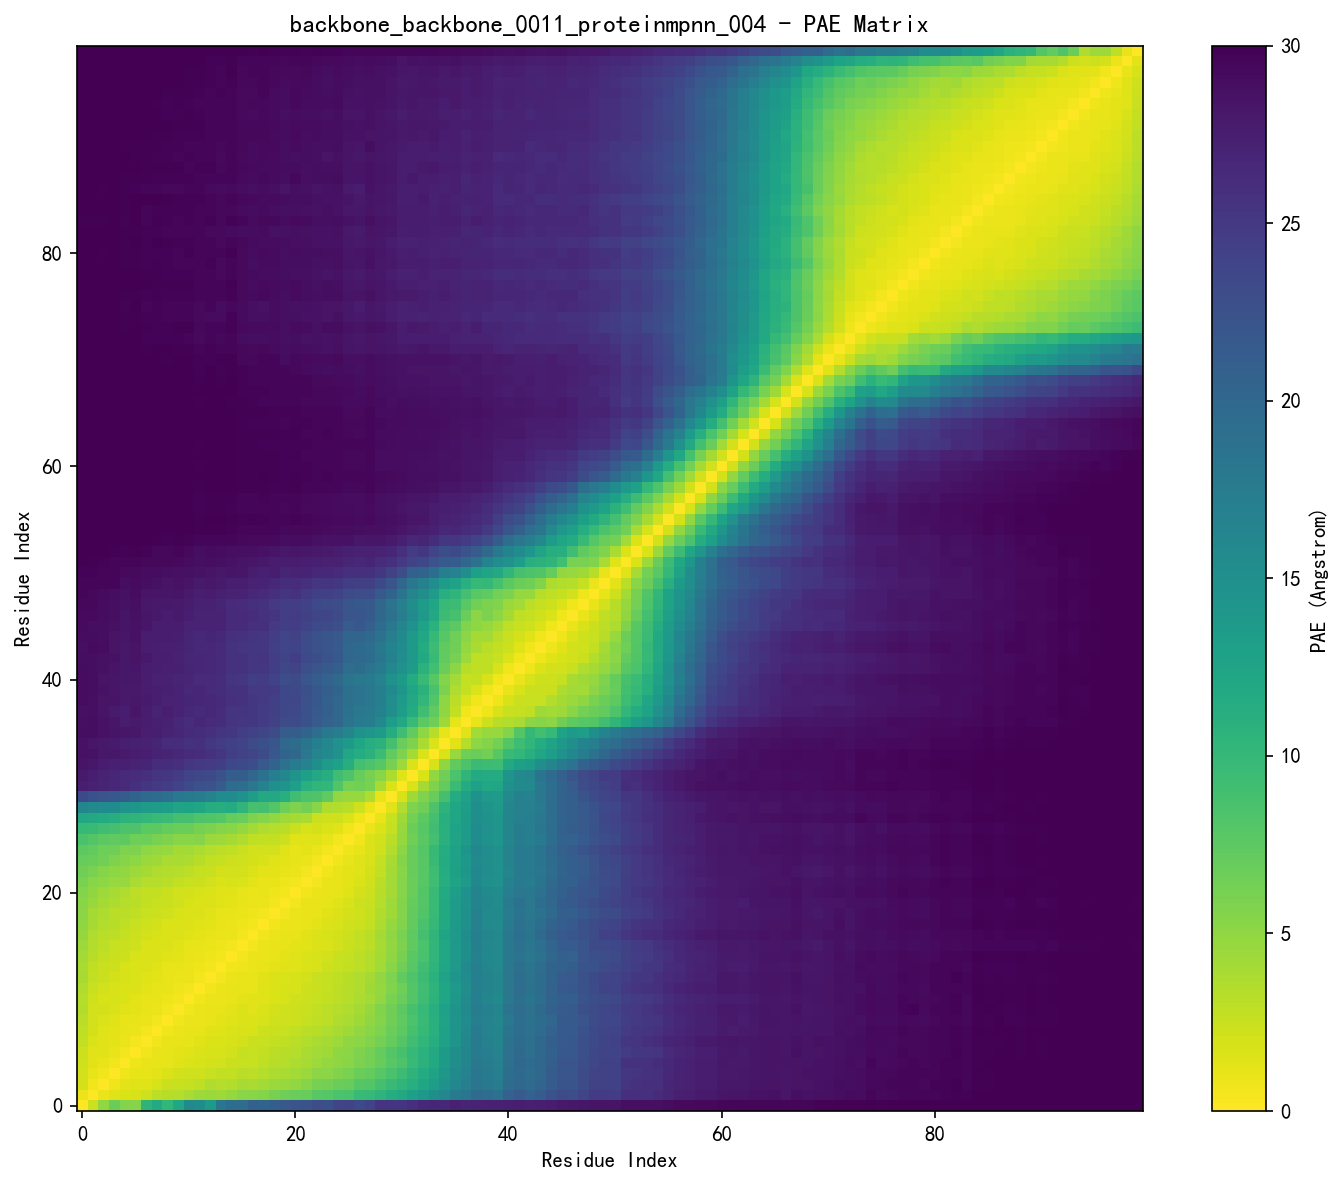 backbone_backbone_0011_proteinmpnn_004 - PAE Matrix
80
60
40
20
0
Residue Index
0 20 40 60 80
Residue Index
30
25
20
15
10
5
0
PAE (Angstrom)